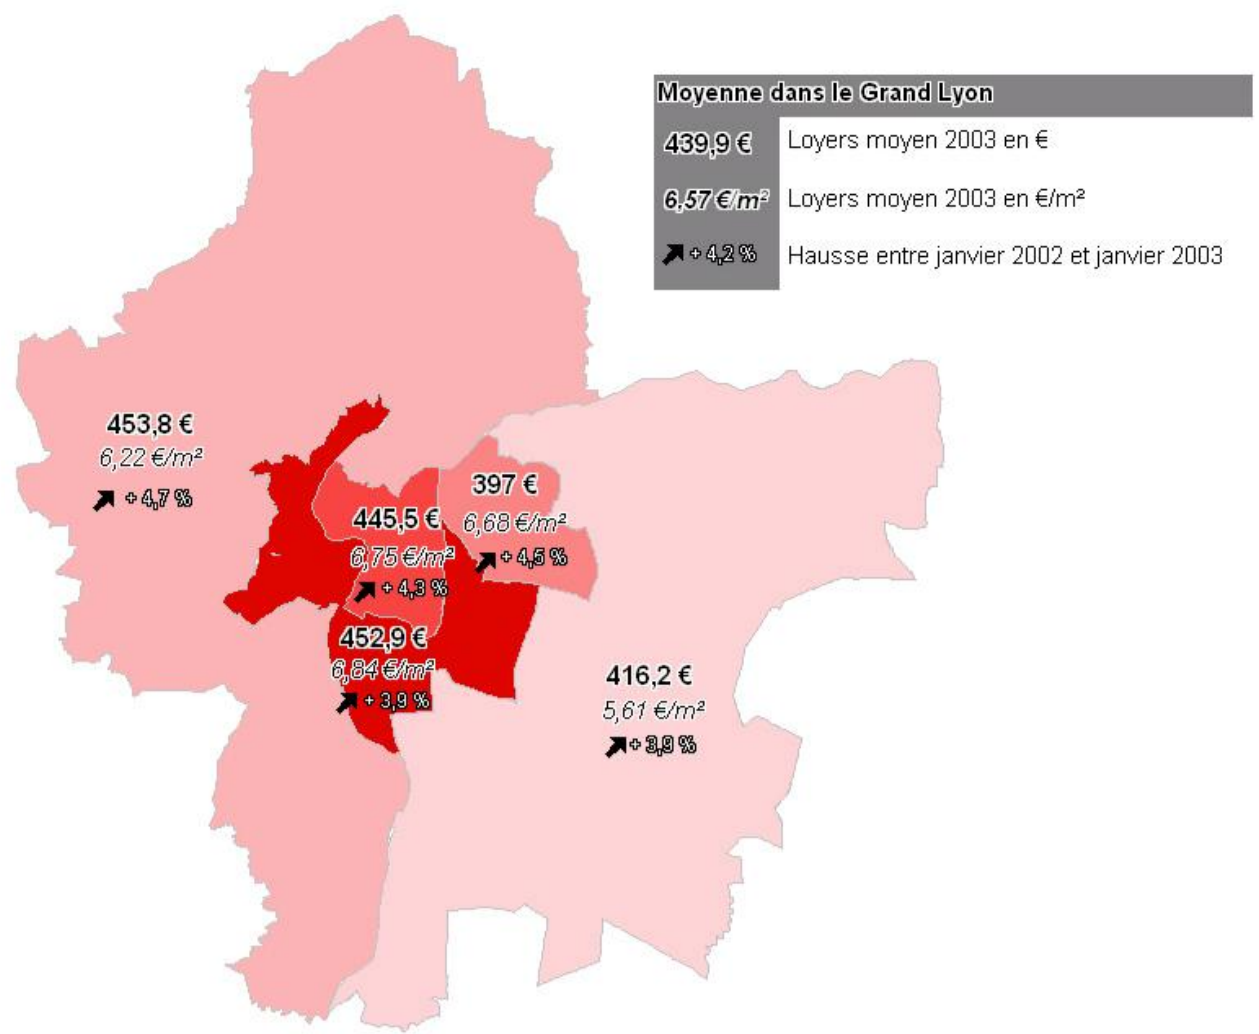 Moyenne dans le Grand Lyon
439,9 € Loyers moyen 2003 en €
6,57 €/m² Loyers moyen 2003 en €/m²
+ 4,2 % Hausse entre janvier 2002 et janvier 2003
453,8 €
6,22 €/m²
+ 4,7 %
397 €
6,68 €/m²
+ 4,5 %
445,5 €
6,75 €/m²
+ 4,3 %
452,9 €
6,84 €/m²
+ 3,9 %
416,2 €
5,61 €/m²
+ 3,9 %